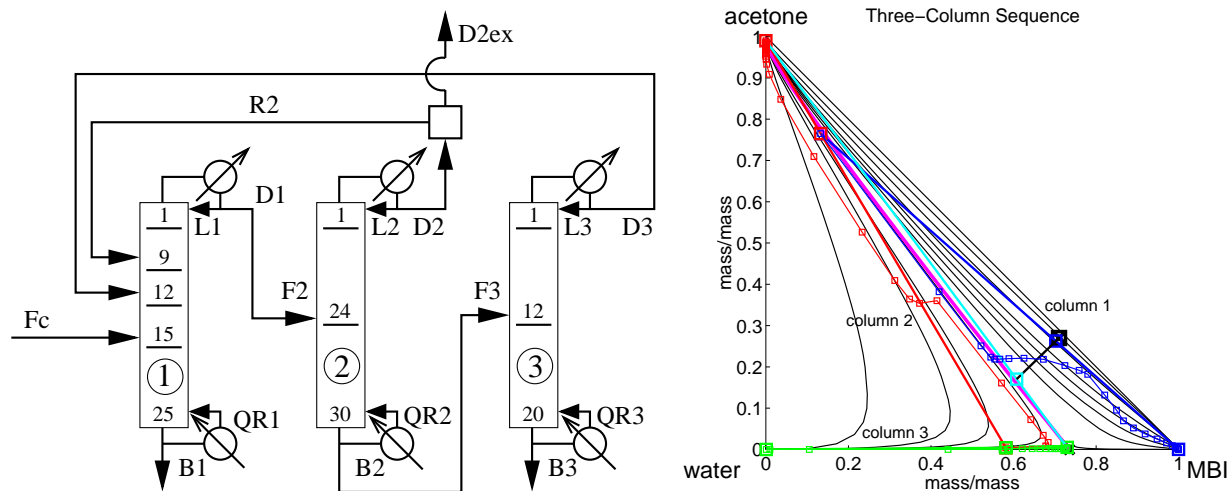 D2ex
R2
D1
L1
L2
D2
L3
D3
1
1
1
9
12
15
24
12
Fc
F2
F3
1
2
3
25
30
20
QR1
QR2
QR3
B1
B2
B3
acetone
Three−Column Sequence
1
0.9
0.8
0.7
0.6
0.5
0.4
0.3
0.2
0.1
0
mass/mass
column 1
column 2
column 3
water
0
0.2
0.4
0.6
0.8
1
MBI
mass/mass